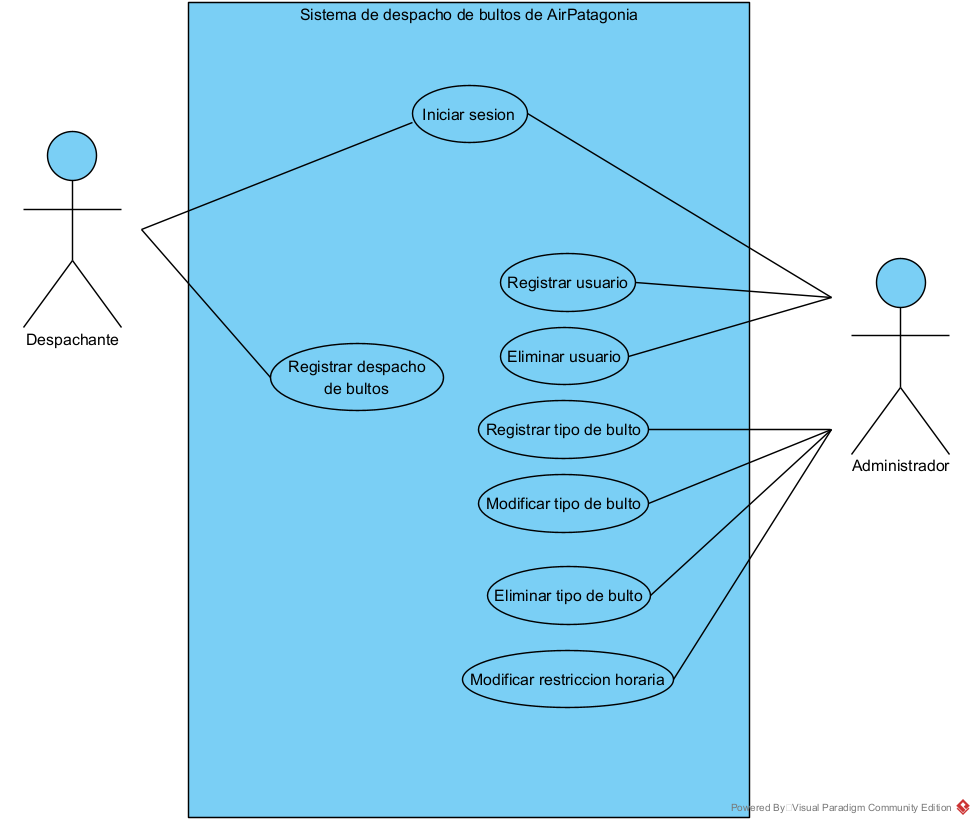 Sistema de despacho de bultos de AirPatagonia
Iniciar sesion
Despachante
Registrar usuario
Eliminar usuario
Registrar despacho
de bultos
Registrar tipo de bulto
Administrador
Modificar tipo de bulto
Eliminar tipo de bulto
Modificar restriccion horaria
Powered By Visual Paradigm Community Edition